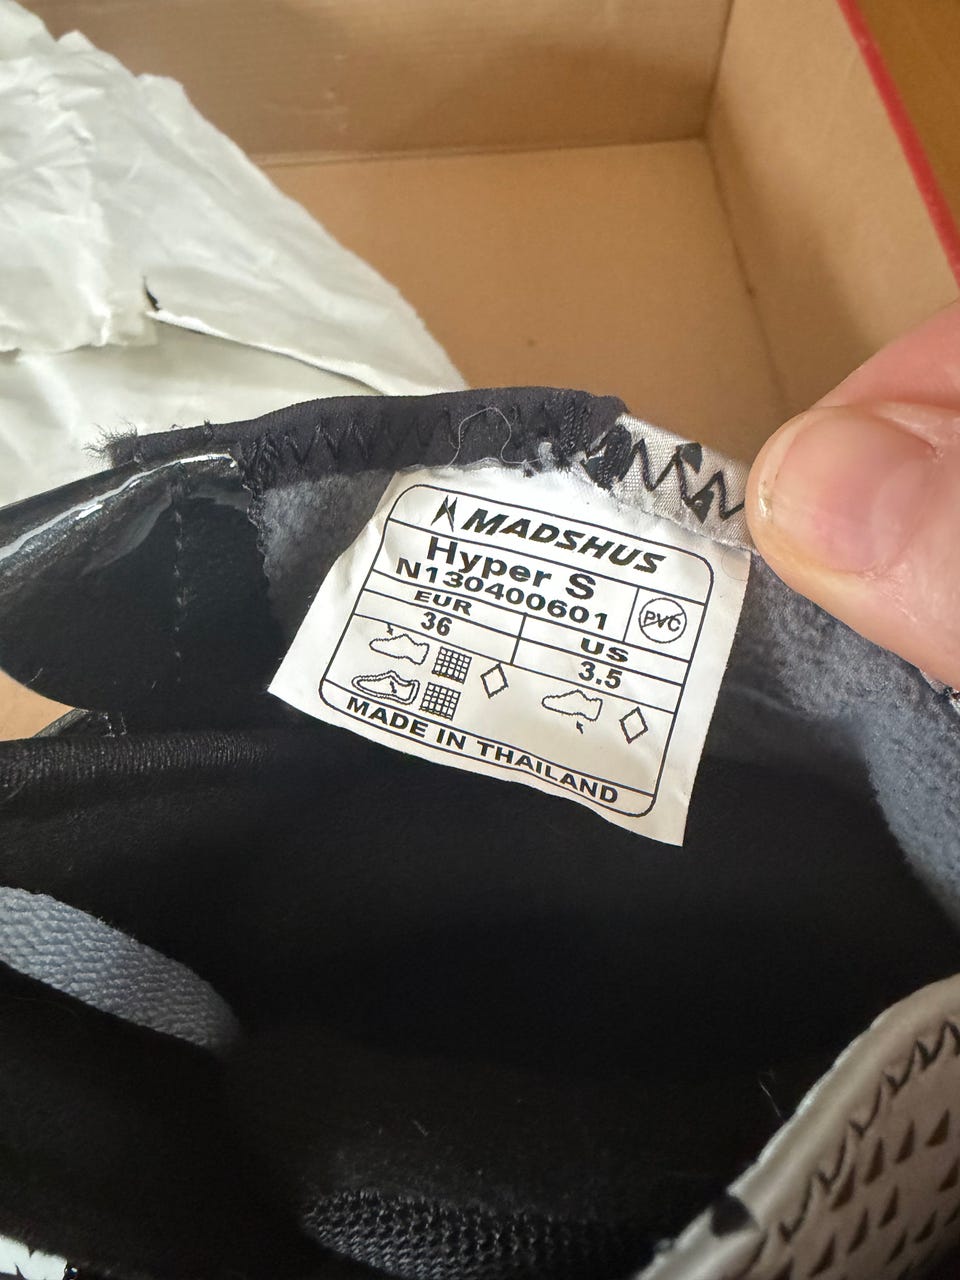 MADSHUS
Hyper S
N130400601
PVC
EUR
US
36
3.5
MADE IN THAILAND